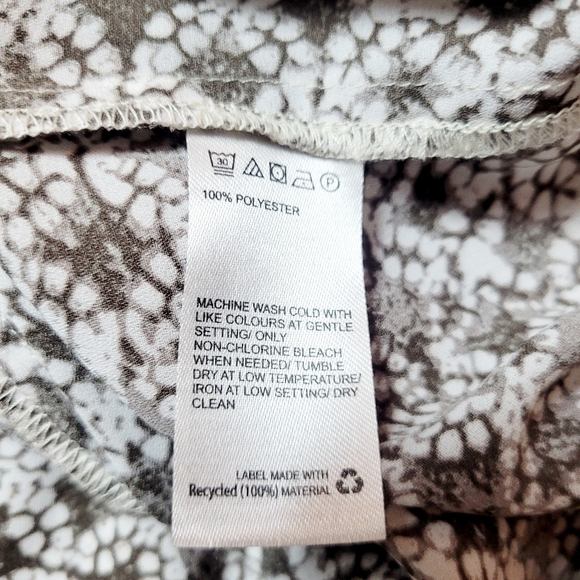 30 P
100% POLYESTER
MACHINE WASH COLD WITH
LIKE COLOURS AT GENTLE
SETTING/ ONLY
NON-CHLORINE BLEACH
WHEN NEEDED/ TUMBLE
DRY AT LOW TEMPERATURE/
IRON AT LOW SETTING/ DRY
CLEAN
LABEL MADE WITH
Recycled (100%) MATERIAL